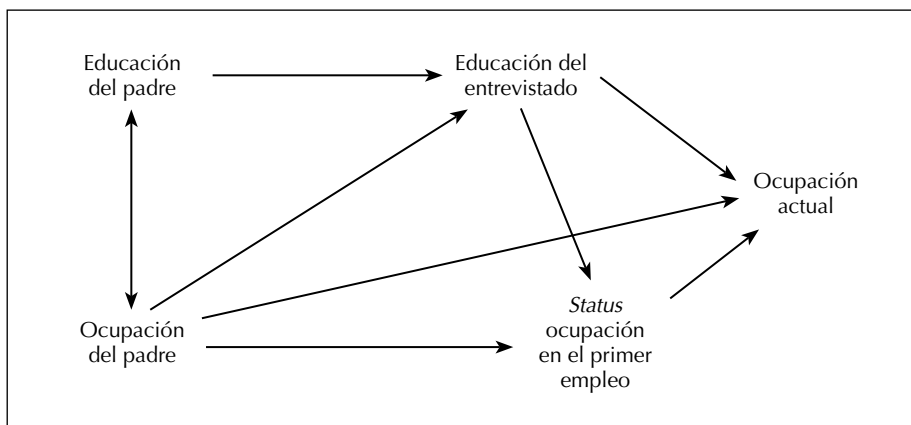 Educación
del padre
Educación del
entrevistado
Ocupación
actual
Ocupación
del padre
Status
ocupación
en el primer
empleo